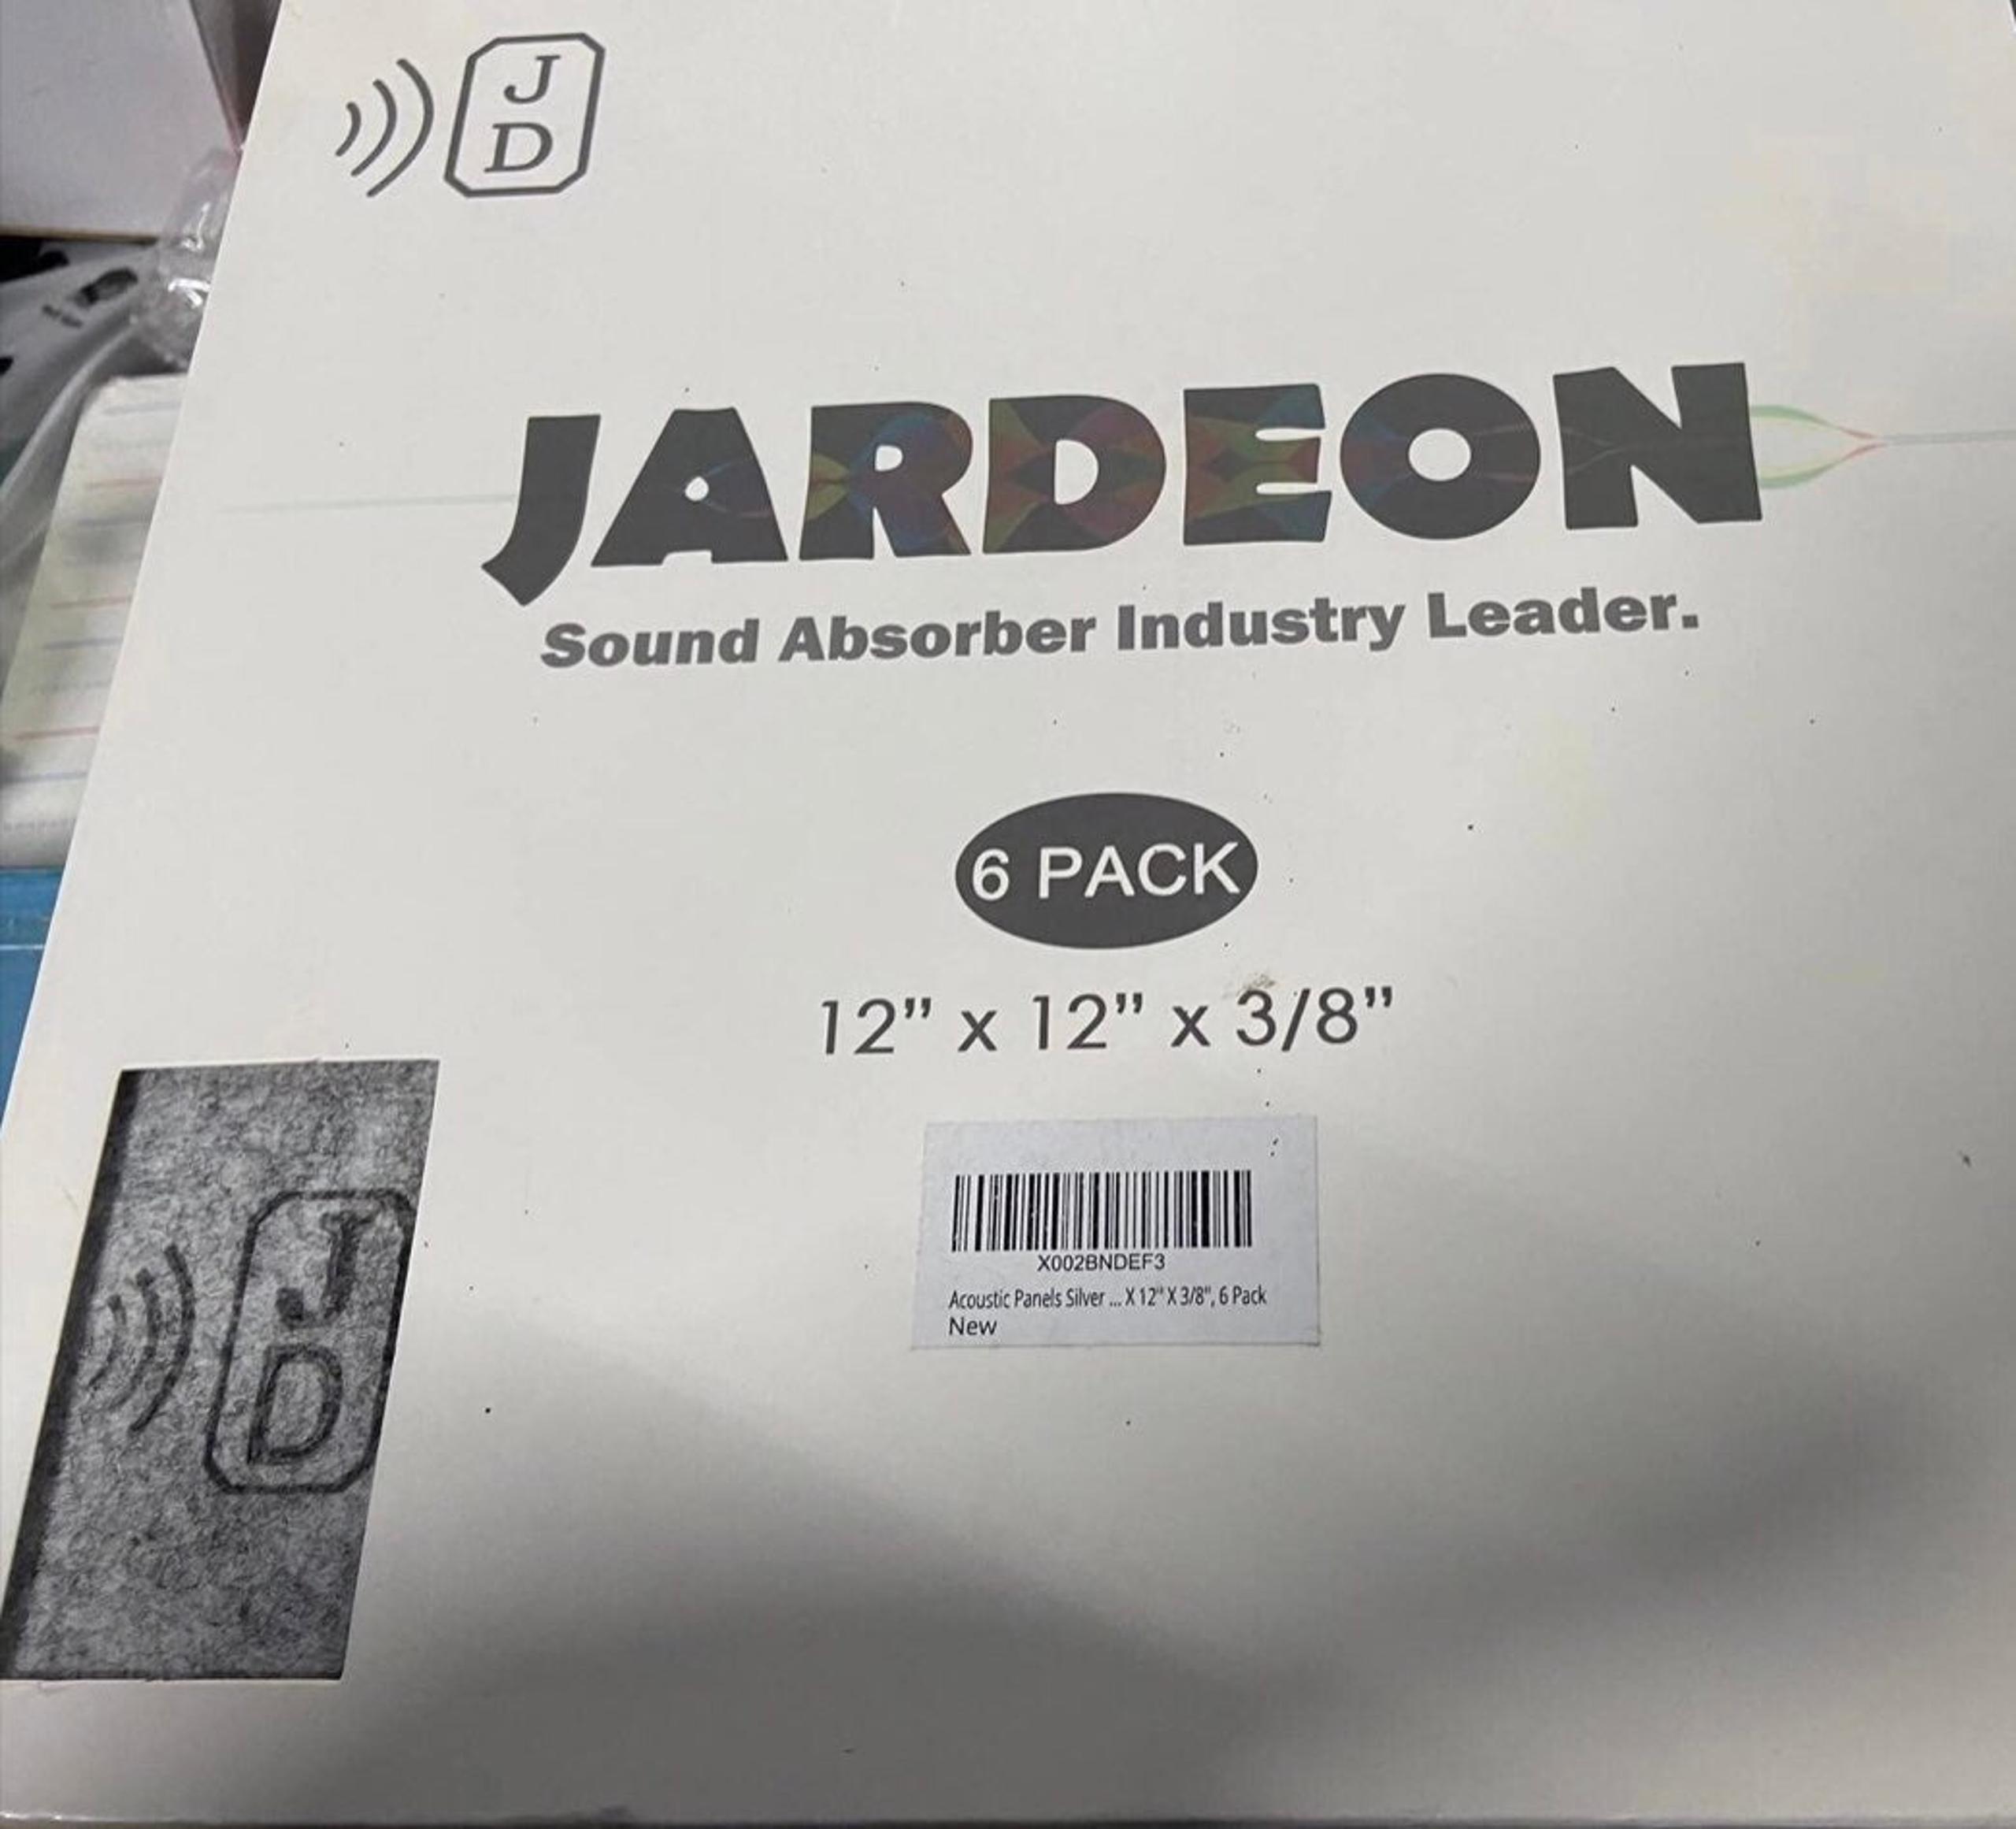 J
D
JARDEON
Sound Absorber Industry Leader.
6 PACK
12" x 12" x 3/8"
X002BNDEF3
Acoustic Panels Silver ... X 12" X 3/8", 6 Pack
New
J
D